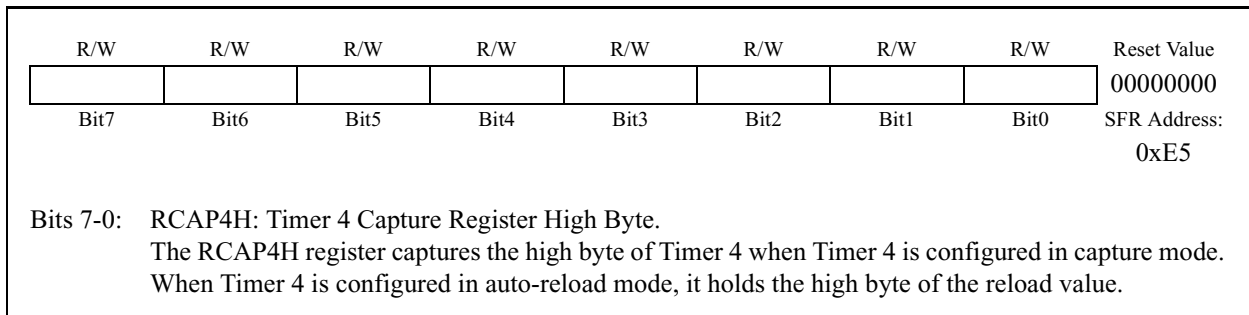 R/W R/W R/W R/W R/W R/W R/W R/W Reset Value
00000000
Bit7 Bit6 Bit5 Bit4 Bit3 Bit2 Bit1 Bit0 SFR Address:
0xE5
Bits 7-0: RCAP4H: Timer 4 Capture Register High Byte.
The RCAP4H register captures the high byte of Timer 4 when Timer 4 is configured in capture mode.
When Timer 4 is configured in auto-reload mode, it holds the high byte of the reload value.